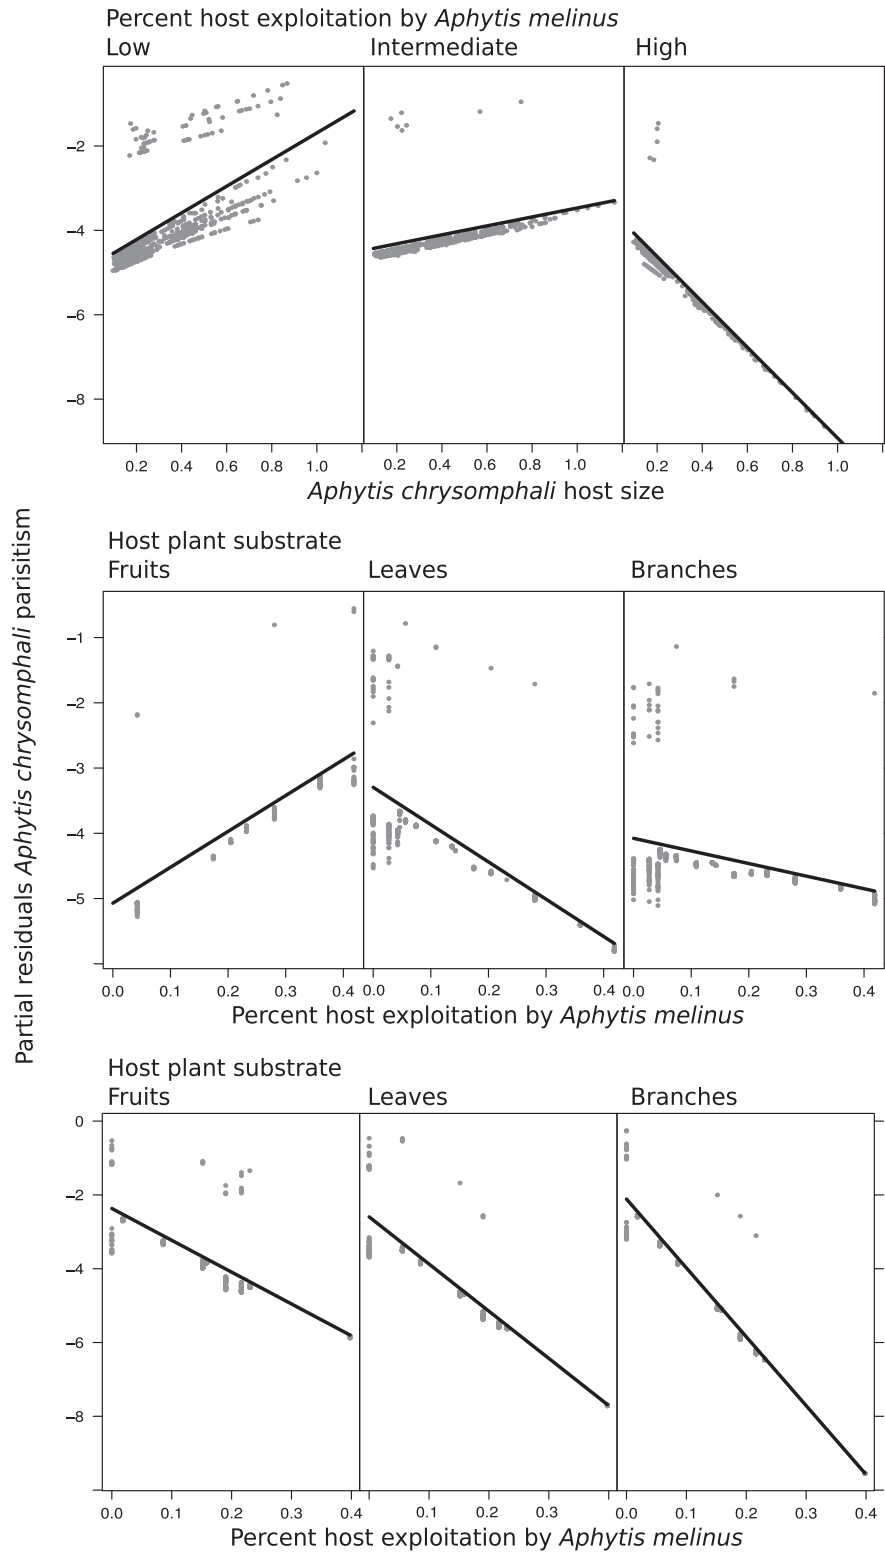 Percent host exploitation by Aphytis melinus
Low Intermediate High
−2
−4
−6
−8
0.2 0.4 0.6 0.8 1.0 0.2 0.4 0.6 0.8 1.0 0.2 0.4 0.6 0.8 1.0
Aphytis chrysomphali host size
Partial residuals Aphytis chrysomphali parisitism
Host plant substrate
Fruits Leaves Branches
−1
−2
−3
−4
−5
0.0 0.1 0.2 0.3 0.4 0.0 0.1 0.2 0.3 0.4 0.0 0.1 0.2 0.3 0.4
Percent host exploitation by Aphytis melinus
Host plant substrate
Fruits Leaves Branches
0
−2
−4
−6
−8
0.0 0.1 0.2 0.3 0.4 0.1 0.2 0.3 0.0 0.1 0.2 0.3 0.4
Percent host exploitation by Aphytis melinus